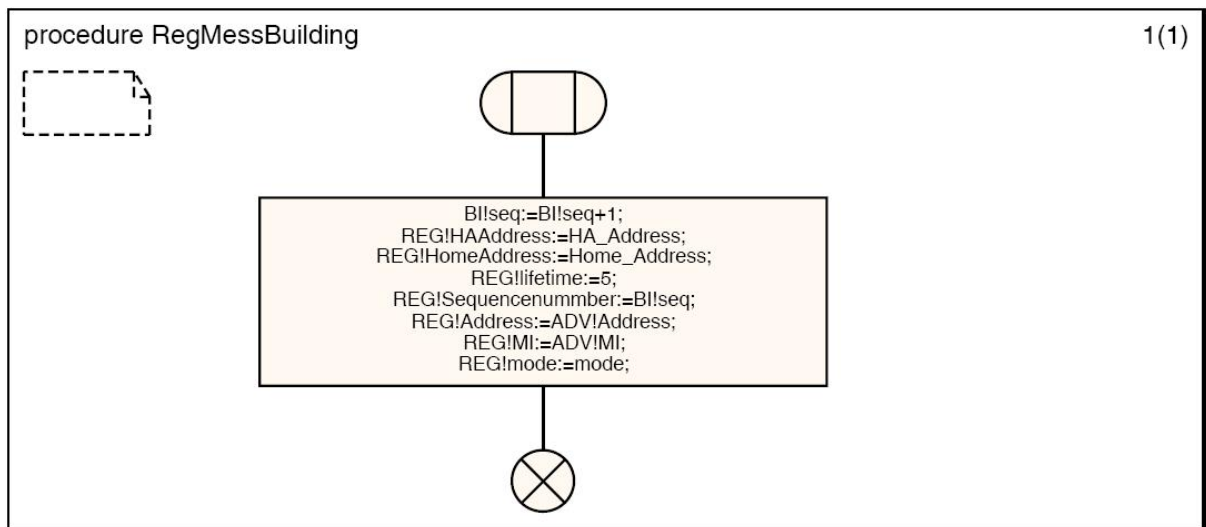 procedure RegMessBuilding
1(1)
BI!seq:=BI!seq+1;
REG!HAAddress:=HA_Address;
REG!HomeAddress:=Home_Address;
REG!lifetime:=5;
REG!Sequencenummber:=BI!seq;
REG!Address:=ADV!Address;
REG!MI:=ADV!MI;
REG!mode:=mode;